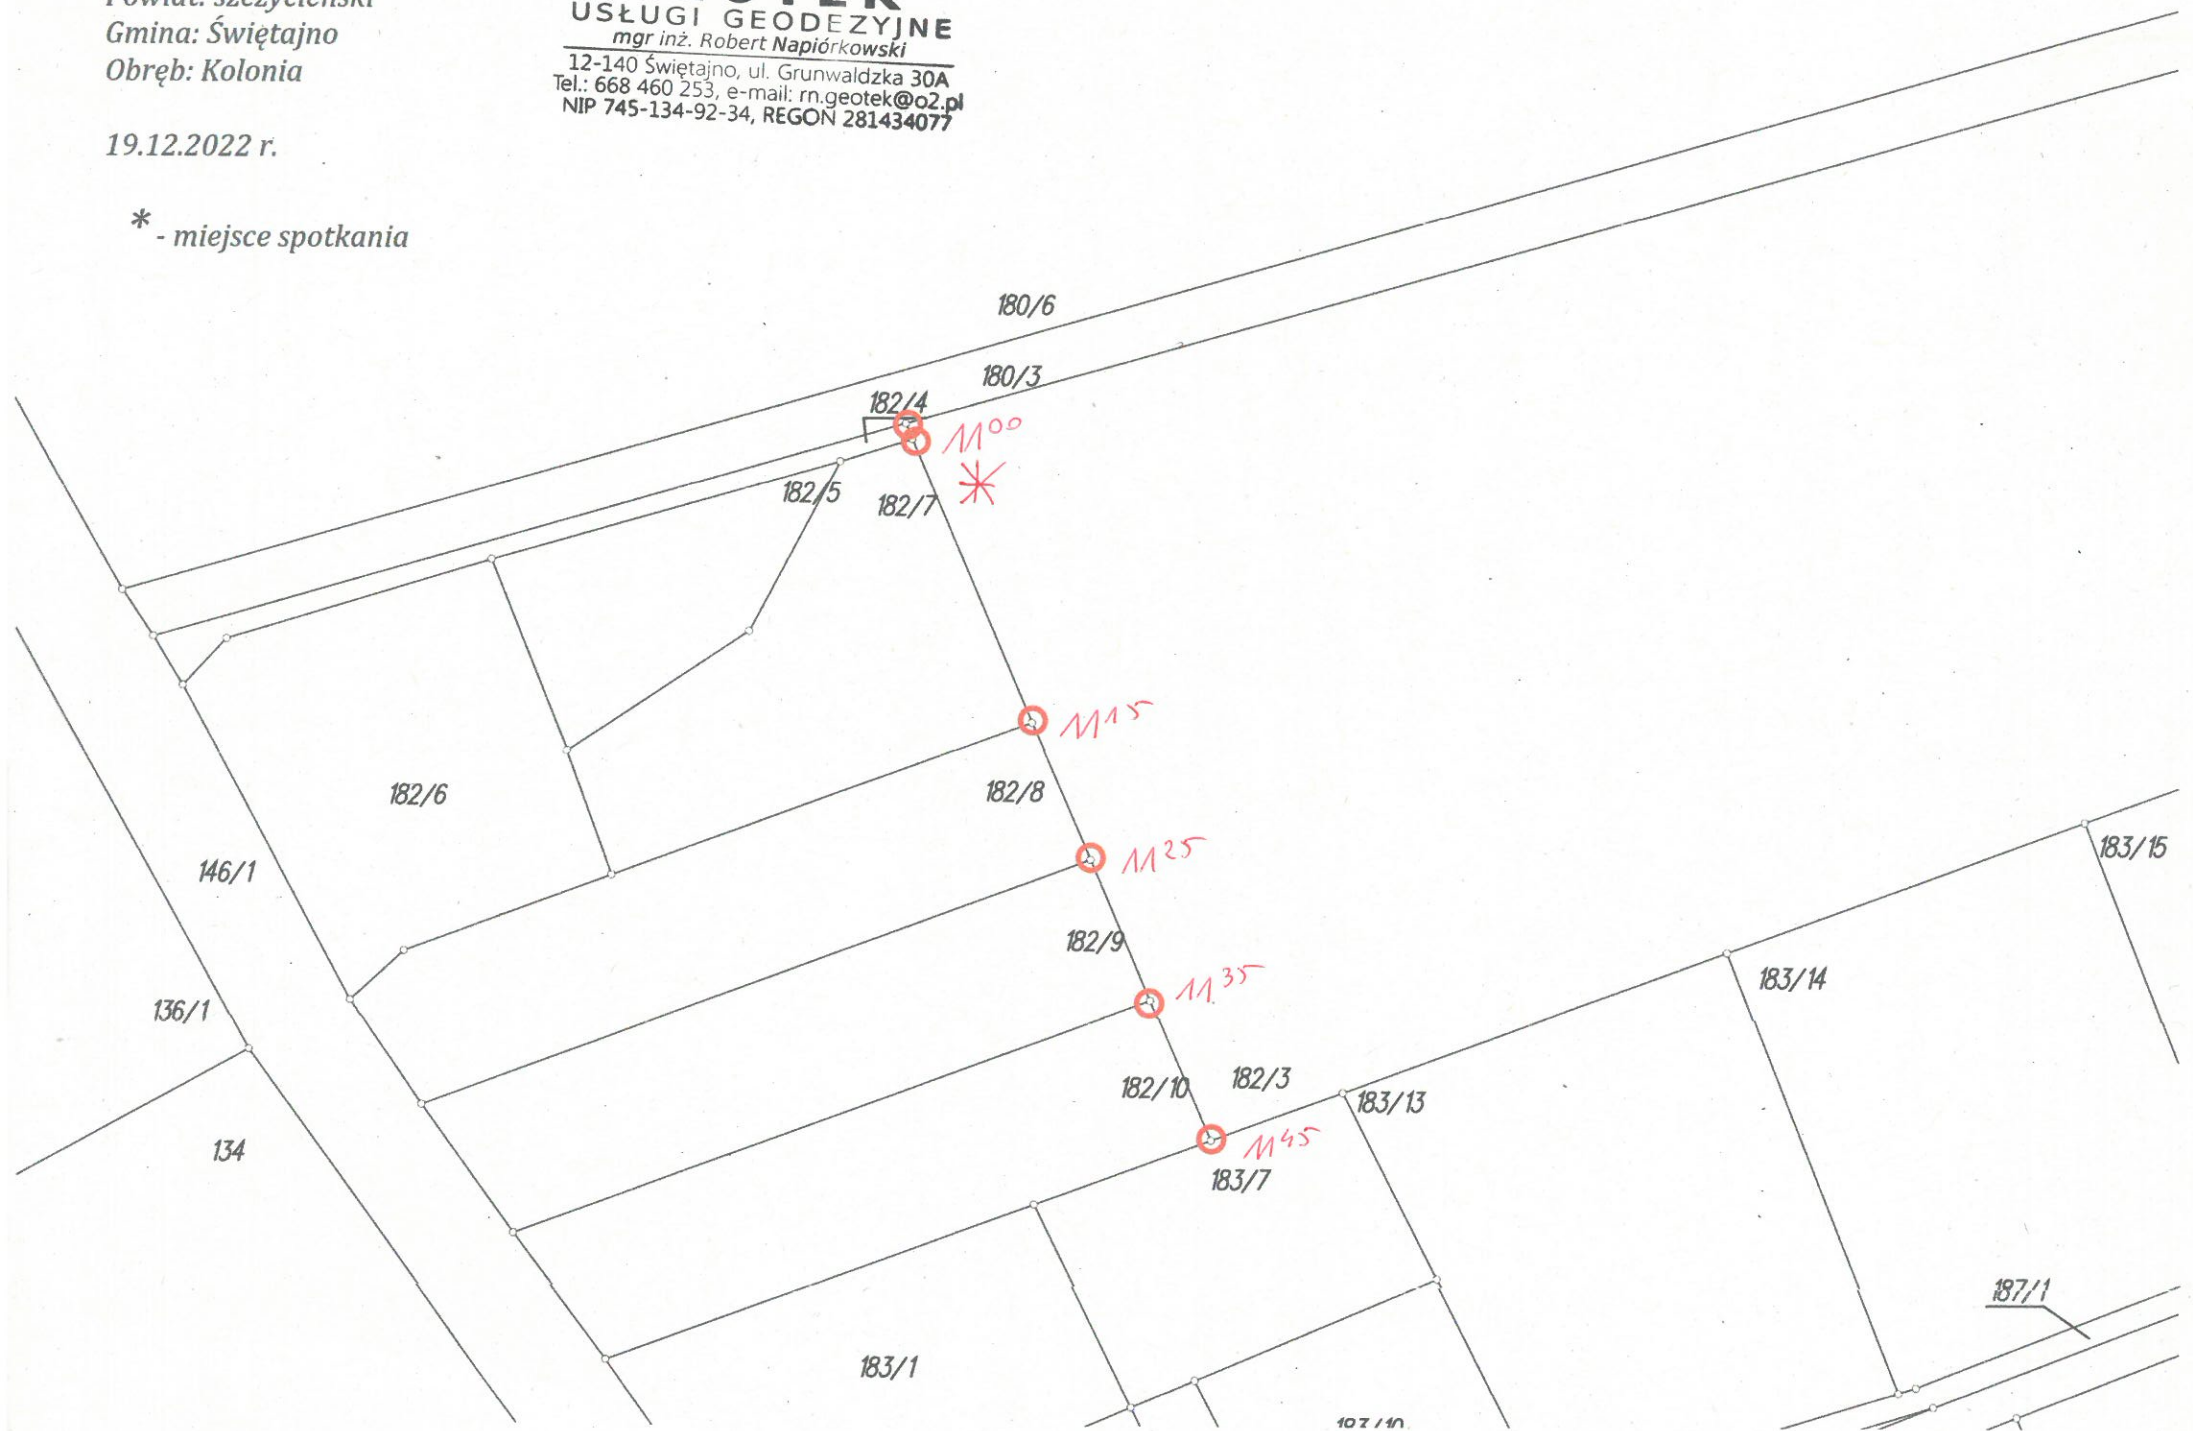 Powiat: szczycieński
Gmina: Świętajno
Obręb: Kolonia
19.12.2022 r.
* - miejsce spotkania
USŁUGI GEODEZYJNE
mgr inż. Robert Napiórkowski
12-140 Świętajno, ul. Grunwaldzka 30A
Tel.: 668 460 253, e-mail: rn.geotek@o2.pl
NIP 745-134-92-34, REGON 281434077
180/6
180/3
182/4
11⁰⁰
182/5
182/7
11¹⁵
182/8
182/6
11²⁵
183/15
146/1
182/9
11³⁵
183/14
136/1
182/10
182/3
183/13
134
11⁴⁵
183/7
187/1
183/1
183/10